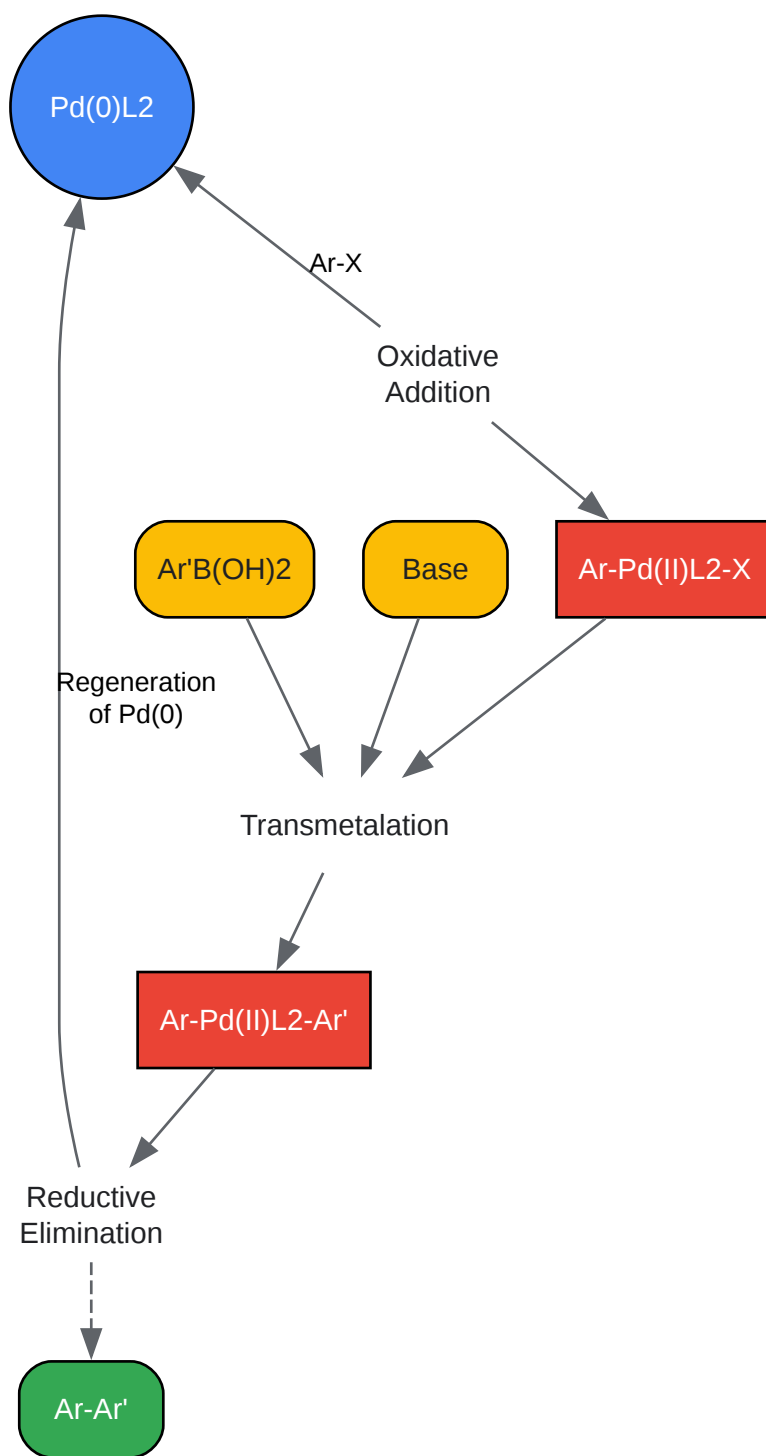 Pd(0)L2
Ar-X
Oxidative
Addition
Ar'B(OH)2
Base
Ar-Pd(II)L2-X
Regeneration
of Pd(0)
Transmetalation
Ar-Pd(II)L2-Ar'
Reductive
Elimination
Ar-Ar'